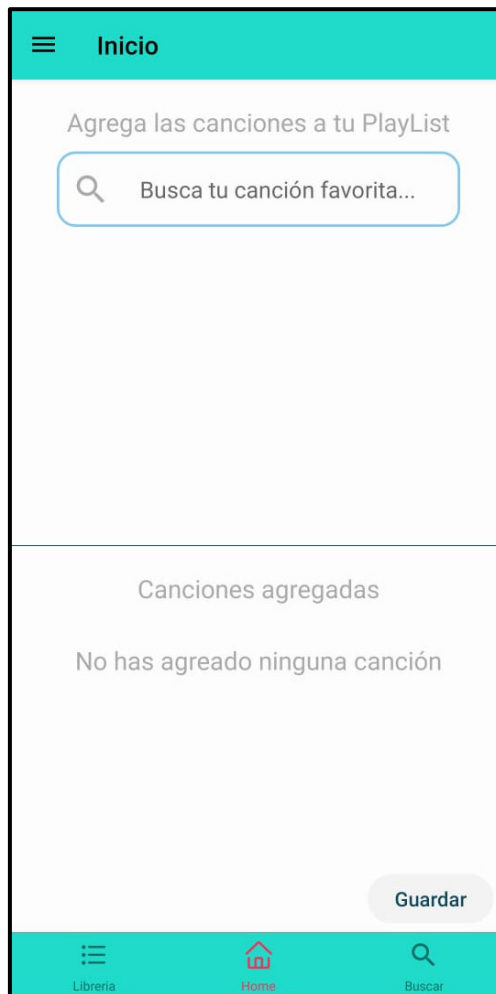 Inicio
Agrega las canciones a tu PlayList
Busca tu canción favorita...
Canciones agregadas
No has agreado ninguna canción
Guardar
Libreria
Home
Buscar